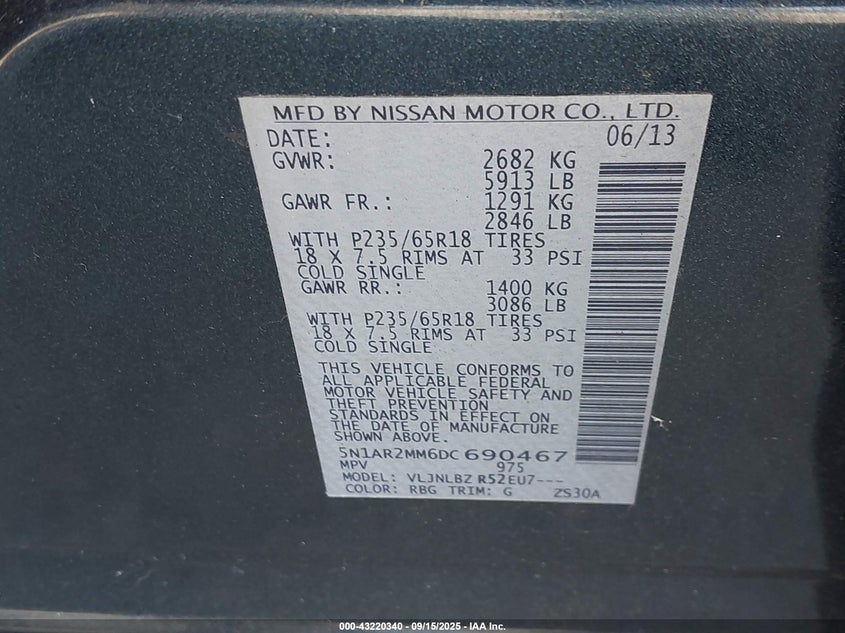 MFD BY NISSAN MOTOR CO., LTD.
DATE: 06/13
GVWR: 2682 KG
5913 LB
GAWR FR.: 1291 KG
2846 LB
WITH P235/65R18 TIRES
18 X 7.5 RIMS AT 33 PSI
COLD SINGLE
GAWR RR.: 1400 KG
3086 LB
WITH P235/65R18 TIRES
18 X 7.5 RIMS AT 33 PSI
COLD SINGLE
THIS VEHICLE CONFORMS TO
ALL APPLICABLE FEDERAL
MOTOR VEHICLE SAFETY AND
THEFT PREVENTION
STANDARDS IN EFFECT ON
THE DATE OF MANUFACTURE
SHOWN ABOVE.
5N1AR2MM6DC690467
MPV 975
MODEL: VLJNLBZ R52EU7---
COLOR: RBG TRIM: G ZS30A
000-43220340 - 09/15/2025 - IAA Inc.